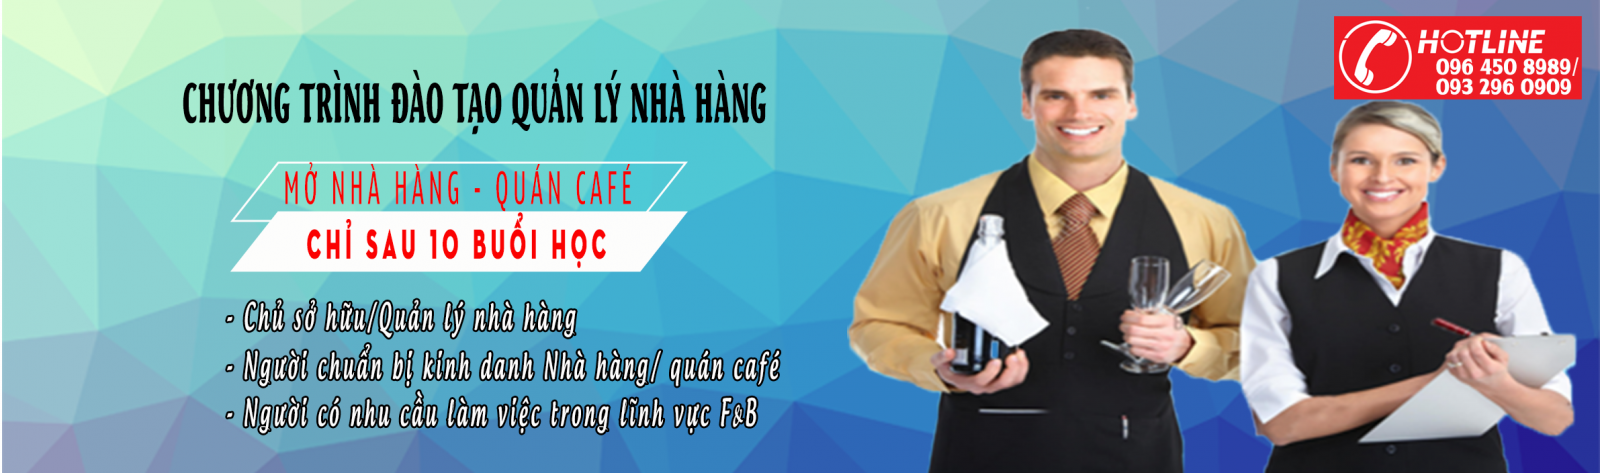 CHƯƠNG TRÌNH ĐÀO TẠO QUẢN LÝ NHÀ HÀNG
MỞ NHÀ HÀNG - QUÁN CAFÉ
CHỈ SAU 10 BUỔI HỌC
- Chủ sở hữu/Quản lý nhà hàng
- Người chuẩn bị kinh danh Nhà hàng/ quán café
- Người có nhu cầu làm việc trong lĩnh vực F&B
HOTLINE
096 450 8989/
093 296 0909